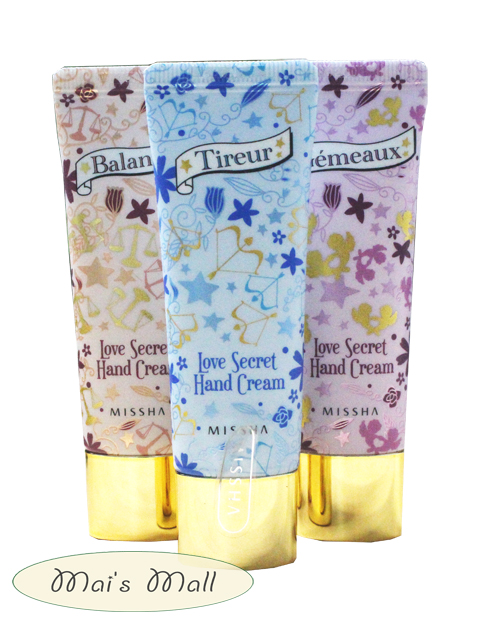 Balan
Tireur
émeaux
Love Secret
Hand Cream
MISSHA
Love Secret
Hand Cream
MISSHA
Love Secret
Hand Cream
MISSHA
MISSHA
Mai's Mall